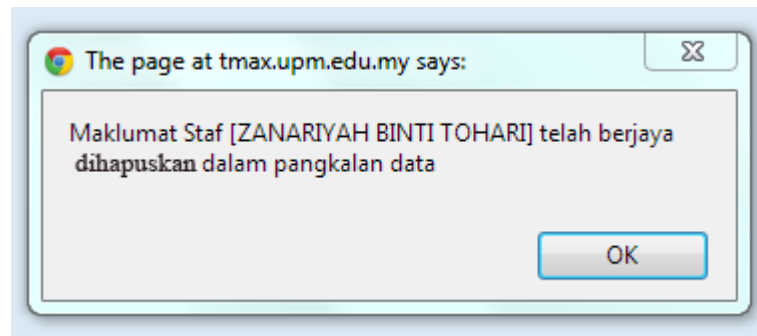 The page at tmax.upm.edu.my says:
Maklumat Staf [ZANARIYAH BINTI TOHARI] telah berjaya
dihapuskan dalam pangkalan data
OK